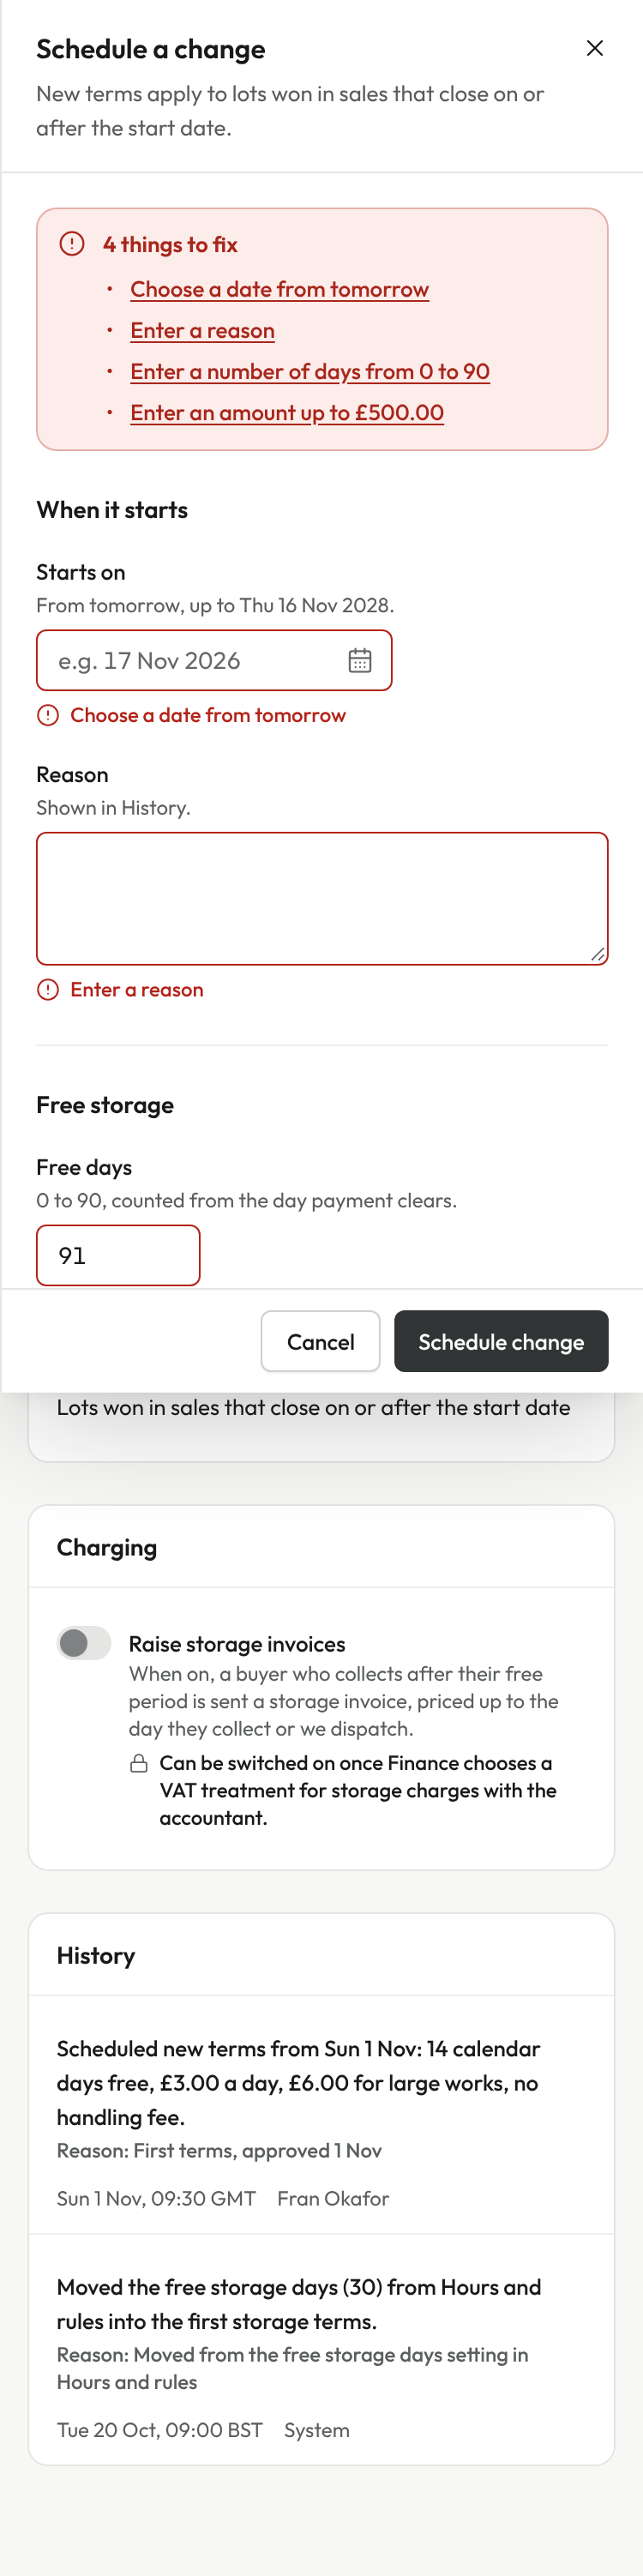 Schedule a change
New terms apply to lots won in sales that close on or
after the start date.
4 things to fix
• Choose a date from tomorrow
• Enter a reason
• Enter a number of days from 0 to 90
• Enter an amount up to £500.00
When it starts
Starts on
From tomorrow, up to Thu 16 Nov 2028.
e.g. 17 Nov 2026
Choose a date from tomorrow
Reason
Shown in History.
Enter a reason
Free storage
Free days
0 to 90, counted from the day payment clears.
91
Cancel
Schedule change
Lots won in sales that close on or after the start date
Charging
Raise storage invoices
When on, a buyer who collects after their free
period is sent a storage invoice, priced up to the
day they collect or we dispatch.
Can be switched on once Finance chooses a
VAT treatment for storage charges with the
accountant.
History
Scheduled new terms from Sun 1 Nov: 14 calendar
days free, £3.00 a day, £6.00 for large works, no
handling fee.
Reason: First terms, approved 1 Nov
Sun 1 Nov, 09:30 GMT Fran Okafor
Moved the free storage days (30) from Hours and
rules into the first storage terms.
Reason: Moved from the free storage days setting in
Hours and rules
Tue 20 Oct, 09:00 BST System